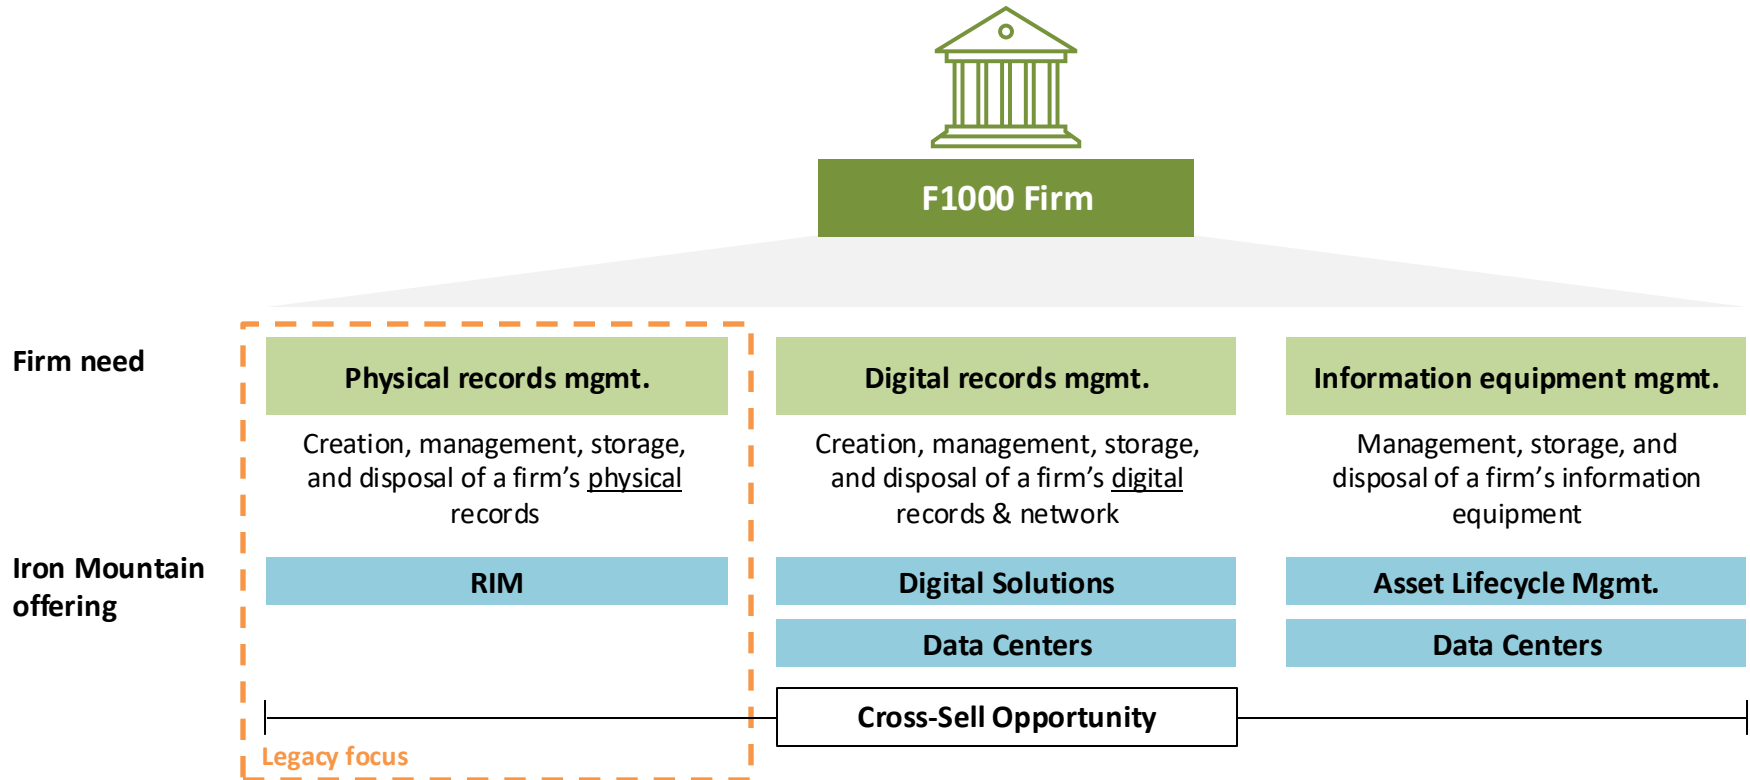 F1000 Firm
Firm need
Physical records mgmt.
Digital records mgmt.
Information equipment mgmt.
Creation, management, storage,
and disposal of a firm’s physical
records
Creation, management, storage,
and disposal of a firm’s digital
records & network
Management, storage, and
disposal of a firm’s information
equipment
Iron Mountain
offering
RIM
Digital Solutions
Asset Lifecycle Mgmt.
Data Centers
Data Centers
Cross-Sell Opportunity
Legacy focus